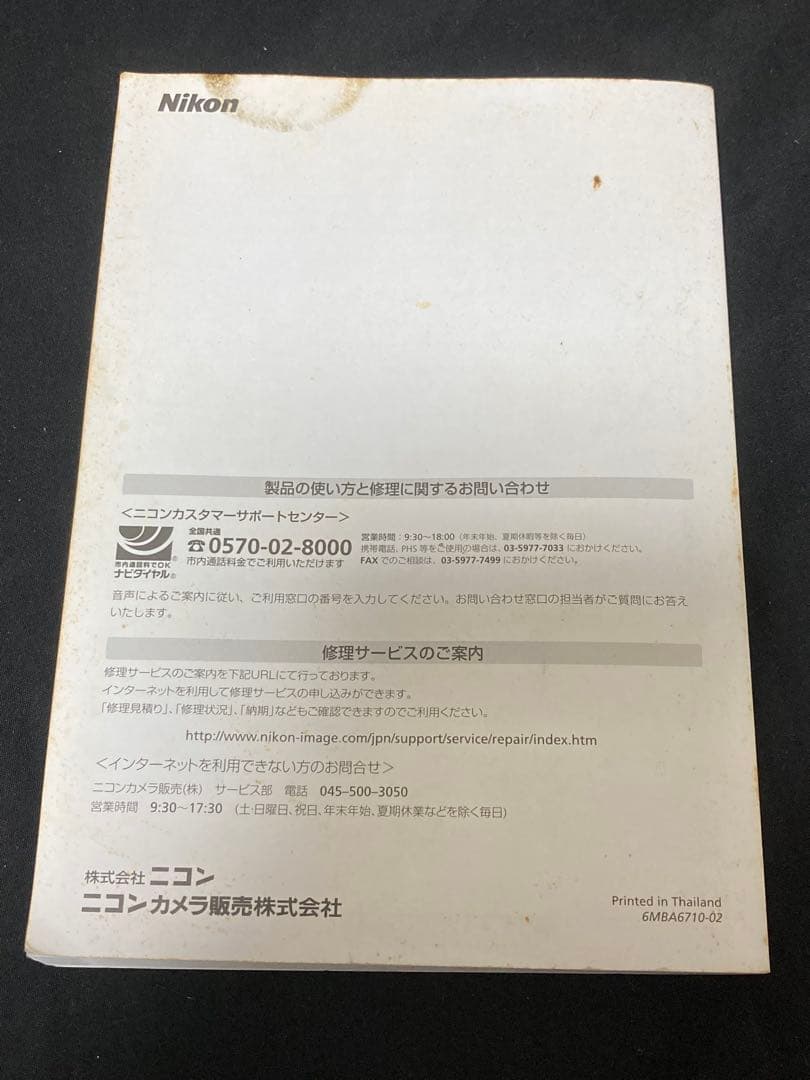 Nikon
製品の使い方と修理に関するお問い合わせ
＜ニコンカスタマーサポートセンター＞
市内通話料でOK
ナビダイヤル®
全国共通
☎0570-02-8000
市内通話料金でご利用いただけます
営業時間：9:30～18:00（年末年始、夏期休暇等を除く毎日）
携帯電話、PHS 等をご使用の場合は、03-5977-7033 におかけください。
FAX でのご相談は、03-5977-7499 におかけください。
音声によるご案内に従い、ご利用窓口の番号を入力してください。お問い合わせ窓口の担当者がご質問にお答え
いたします。
修理サービスのご案内
修理サービスのご案内を下記URLにて行っております。
インターネットを利用して修理サービスの申し込みができます。
「修理見積り」、「修理状況」、「納期」などもご確認できますのでご利用ください。
http://www.nikon-image.com/jpn/support/service/repair/index.htm
＜インターネットを利用できない方のお問合せ＞
ニコンカメラ販売(株)　サービス部　電話　045–500–3050
営業時間　9:30～17:30　(土・日曜日、祝日、年末年始、夏期休業などを除く毎日)
株式会社 ニコン
ニコン カメラ販売株式会社
Printed in Thailand
6MBA6710-02